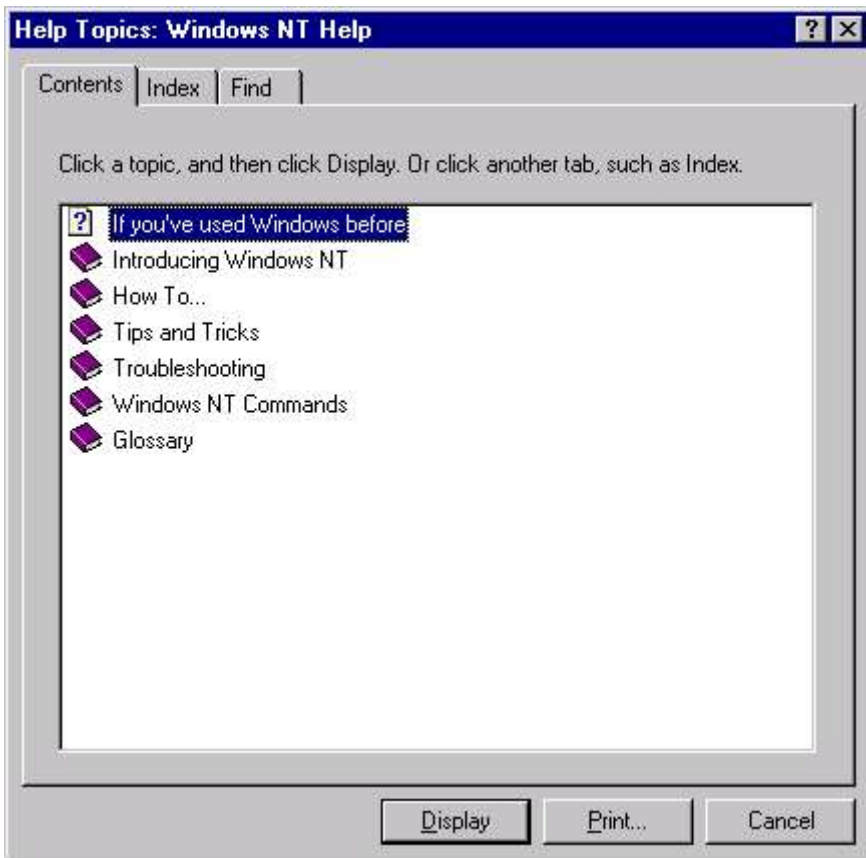 Help Topics: Windows NT Help
Contents Index Find
Click a topic, and then click Display. Or click another tab, such as Index.
If you've used Windows before
Introducing Windows NT
How To...
Tips and Tricks
Troubleshooting
Windows NT Commands
Glossary
Display Print... Cancel